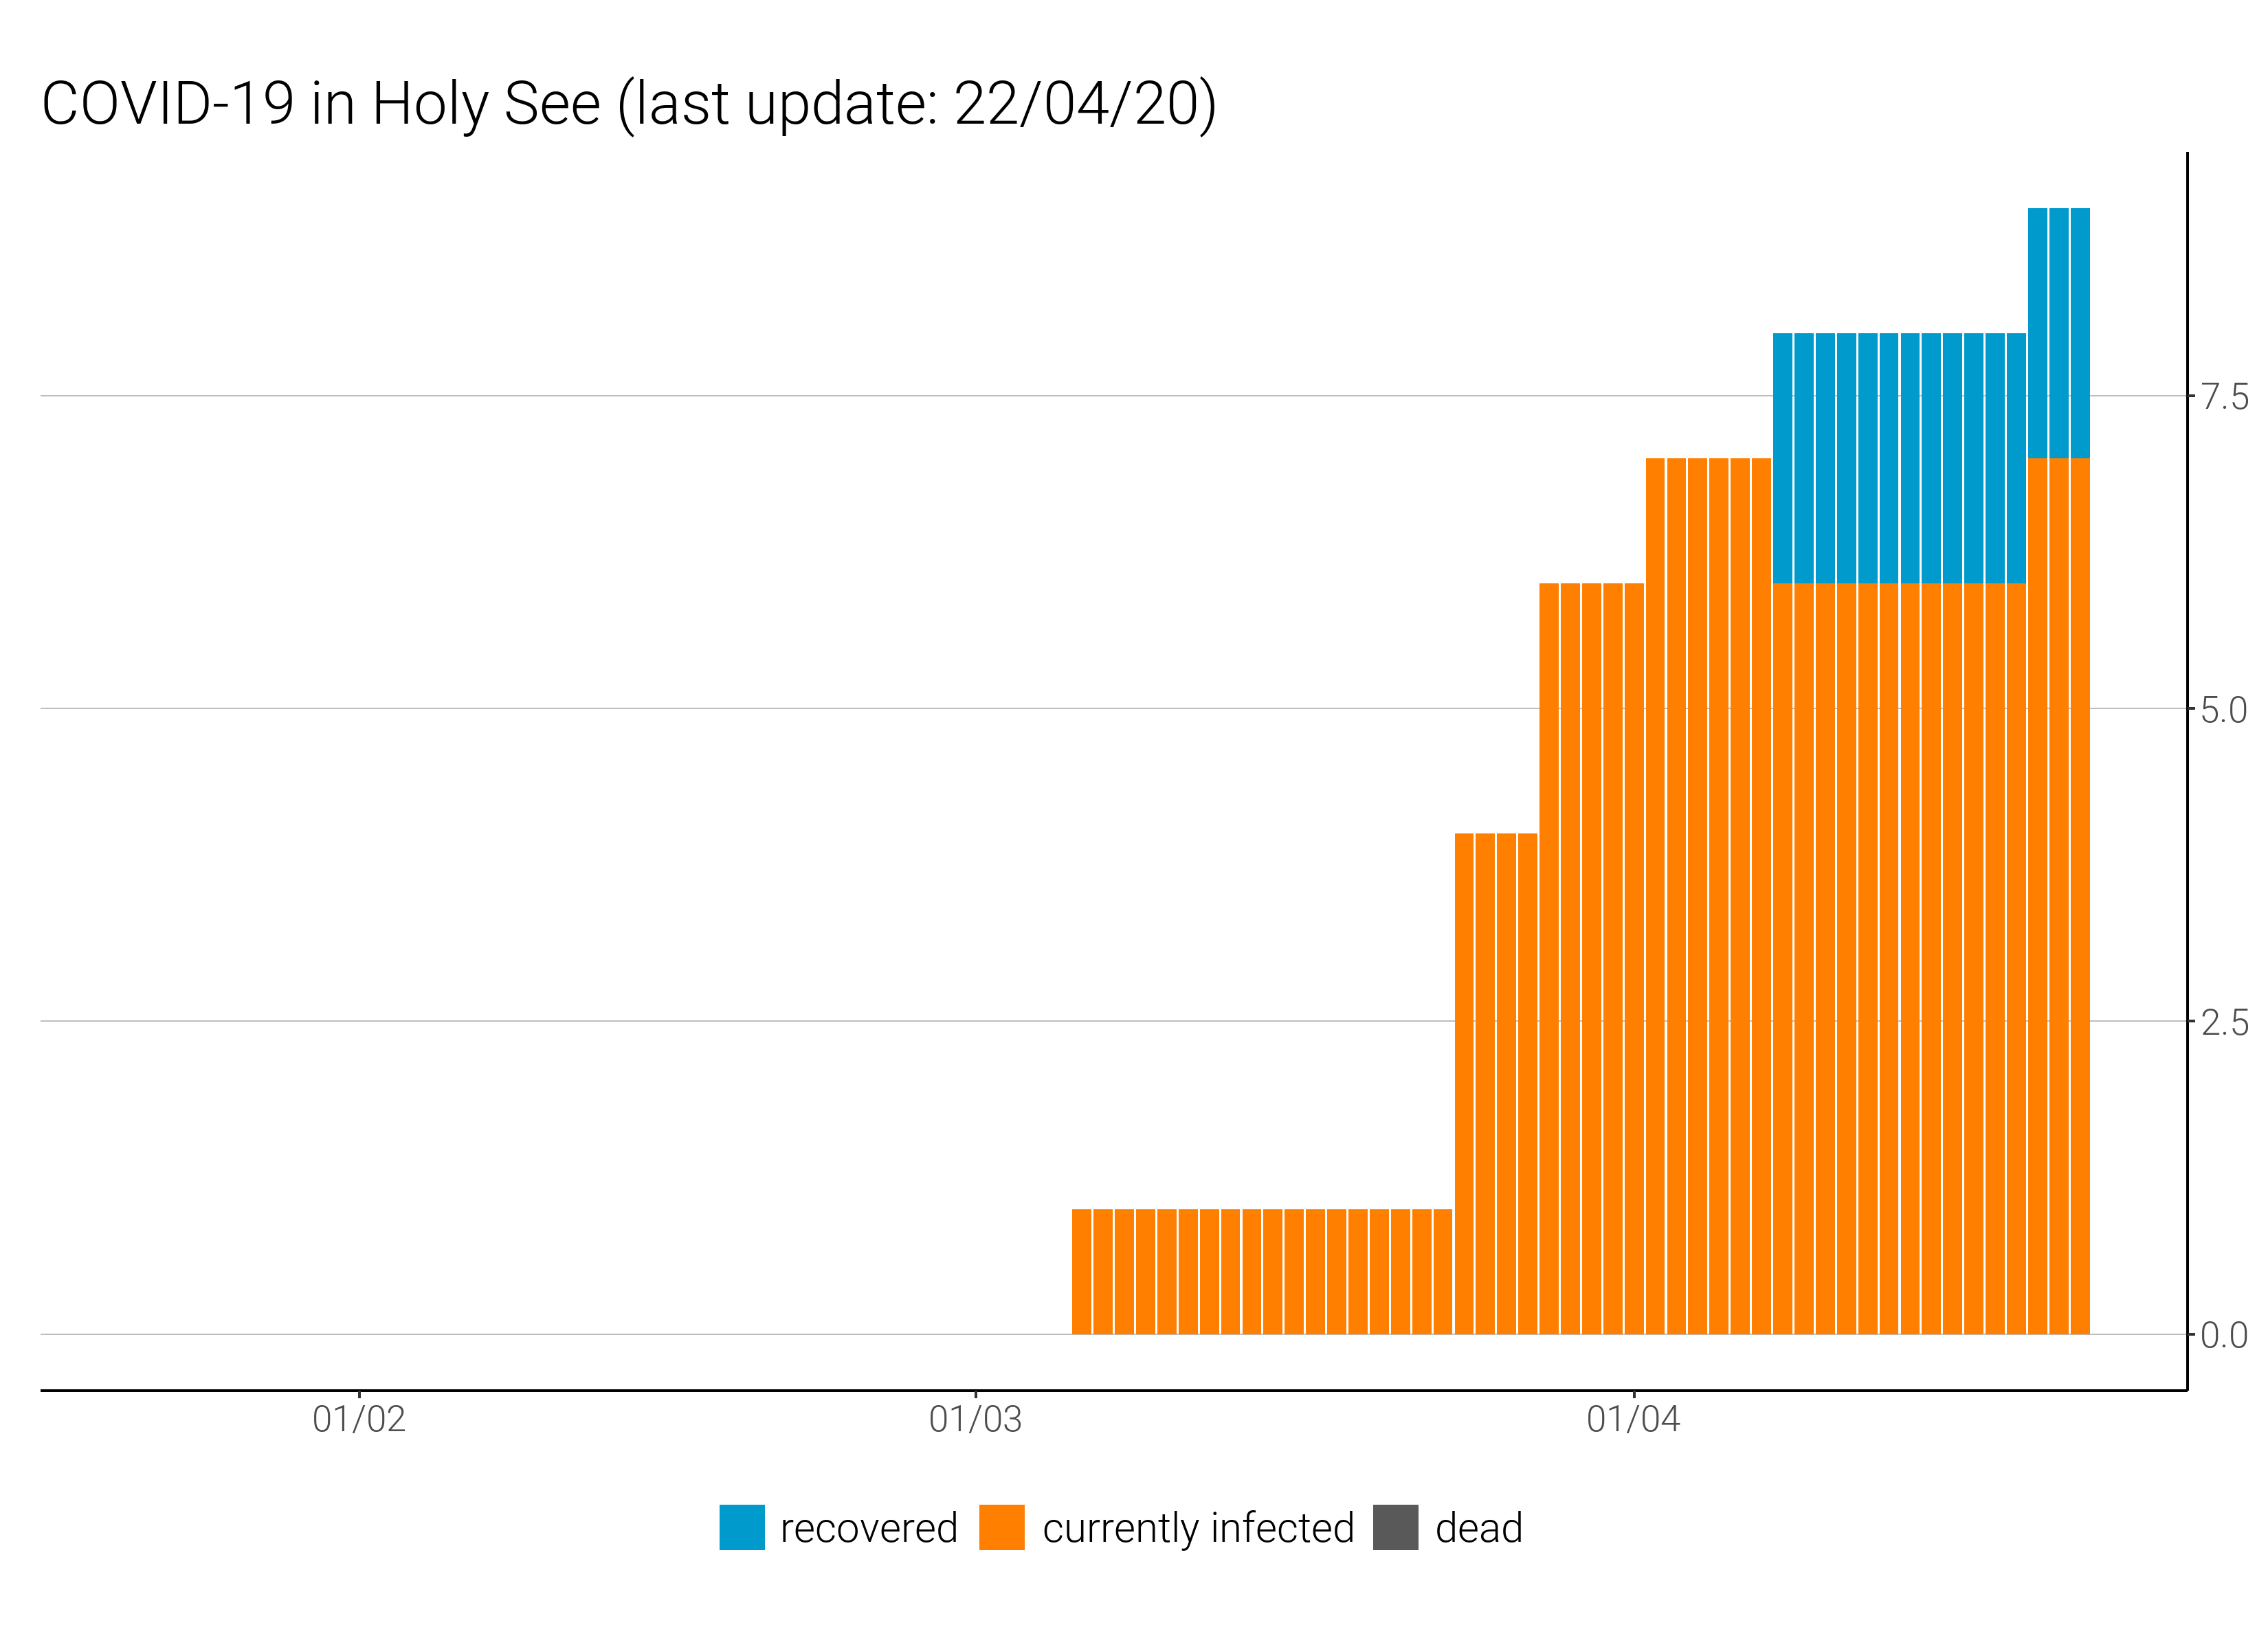 COVID-19 in Holy See (last update: 22/04/20)
7.5
5.0
2.5
0.0
01/02 01/03 01/04
recovered currently infected dead